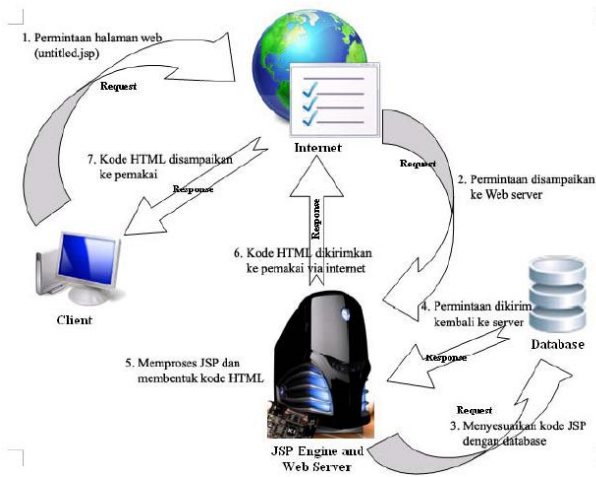 1. Permintaan halaman web
(untitled.jsp)
Request
Internet
7. Kode HTML disampaikan
ke pemakai
Response
Request
2. Permintaan disampaikan
ke Web server
Response
6. Kode HTML dikirimkan
ke pemakai via internet
Client
4. Permintaan dikirim
kembali ke server
Database
Response
5. Memproses JSP dan
membentuk kode HTML
Request
3. Menyesuaikan kode JSP
dengan database
JSP Engine and
Web Server